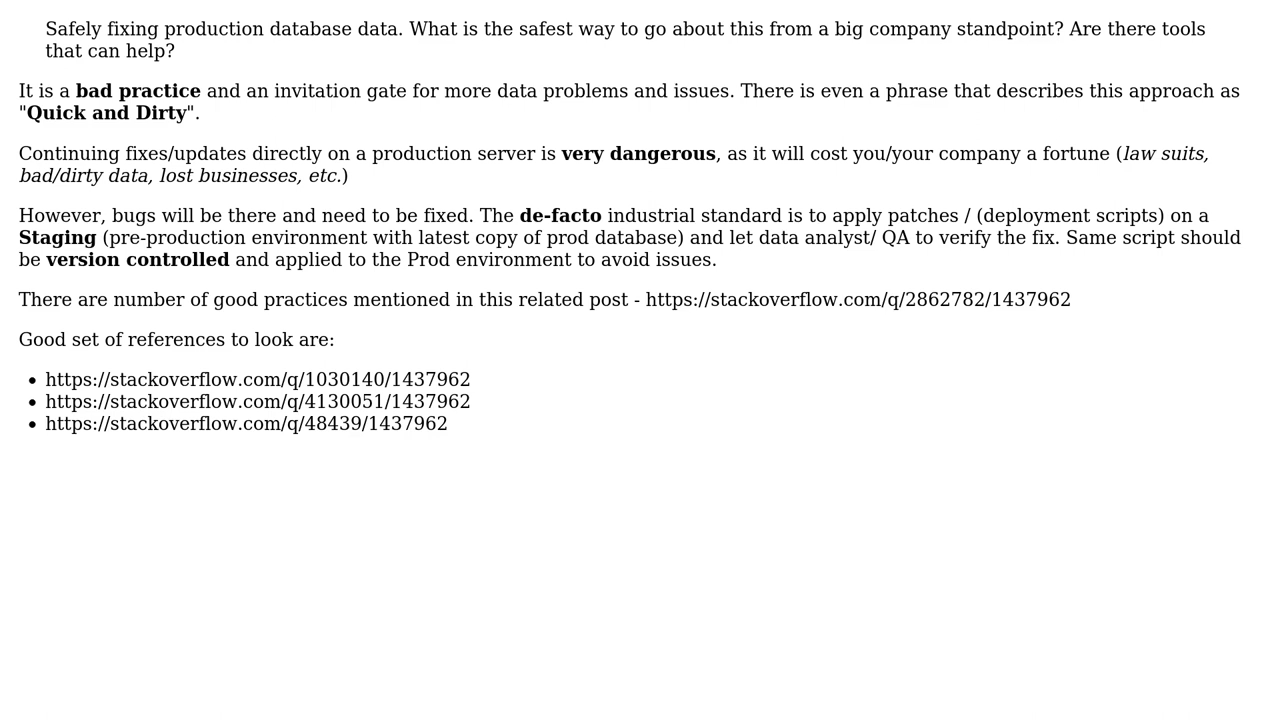 Safely fixing production database data. What is the safest way to go about this from a big company standpoint? Are there tools
that can help?
It is a bad practice and an invitation gate for more data problems and issues. There is even a phrase that describes this approach as
"Quick and Dirty".
Continuing fixes/updates directly on a production server is very dangerous, as it will cost you/your company a fortune (law suits,
bad/dirty data, lost businesses, etc.)
However, bugs will be there and need to be fixed. The de-facto industrial standard is to apply patches / (deployment scripts) on a
Staging (pre-production environment with latest copy of prod database) and let data analyst/ QA to verify the fix. Same script should
be version controlled and applied to the Prod environment to avoid issues.
There are number of good practices mentioned in this related post - https://stackoverflow.com/q/2862782/1437962
Good set of references to look are:
• https://stackoverflow.com/q/1030140/1437962
• https://stackoverflow.com/q/4130051/1437962
• https://stackoverflow.com/q/48439/1437962